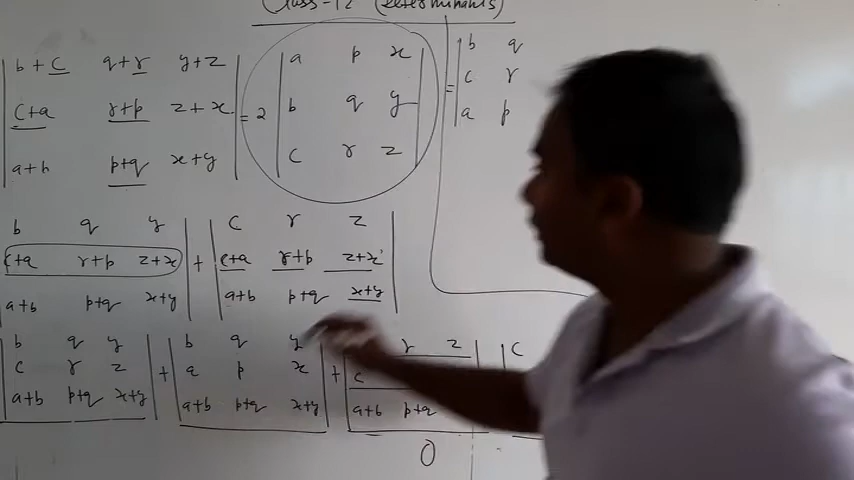 Class-12 (Determinants)
| b+c q+r y+z | | a p x | | b q
| c+a r+p z+x | = 2 | b q y | = | c r
| a+b p+q x+y | | c r z | | a p
b q y | | c r z |
c+a r+p z+x | + | c+a r+p z+x |
a+b p+q x+y | | a+b p+q x+y |
| b q y | | b q y | | r z | | c
| c r z | + | a p x | + | c
| a+b p+q x+y | | a+b p+q x+y | | a+b p+q
0